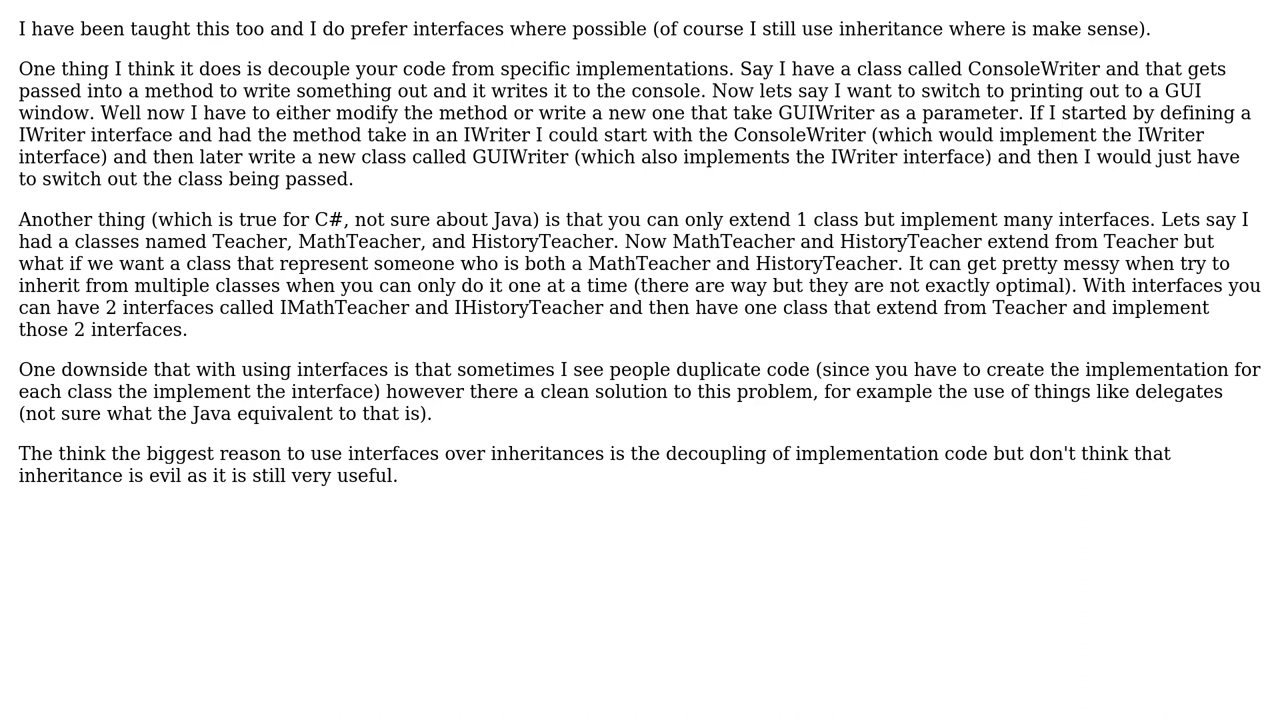 I have been taught this too and I do prefer interfaces where possible (of course I still use inheritance where is make sense).
One thing I think it does is decouple your code from specific implementations. Say I have a class called ConsoleWriter and that gets
passed into a method to write something out and it writes it to the console. Now lets say I want to switch to printing out to a GUI
window. Well now I have to either modify the method or write a new one that take GUIWriter as a parameter. If I started by defining a
IWriter interface and had the method take in an IWriter I could start with the ConsoleWriter (which would implement the IWriter
interface) and then later write a new class called GUIWriter (which also implements the IWriter interface) and then I would just have
to switch out the class being passed.
Another thing (which is true for C#, not sure about Java) is that you can only extend 1 class but implement many interfaces. Lets say I
had a classes named Teacher, MathTeacher, and HistoryTeacher. Now MathTeacher and HistoryTeacher extend from Teacher but
what if we want a class that represent someone who is both a MathTeacher and HistoryTeacher. It can get pretty messy when try to
inherit from multiple classes when you can only do it one at a time (there are way but they are not exactly optimal). With interfaces you
can have 2 interfaces called IMathTeacher and IHistoryTeacher and then have one class that extend from Teacher and implement
those 2 interfaces.
One downside that with using interfaces is that sometimes I see people duplicate code (since you have to create the implementation for
each class the implement the interface) however there a clean solution to this problem, for example the use of things like delegates
(not sure what the Java equivalent to that is).
The think the biggest reason to use interfaces over inheritances is the decoupling of implementation code but don't think that
inheritance is evil as it is still very useful.